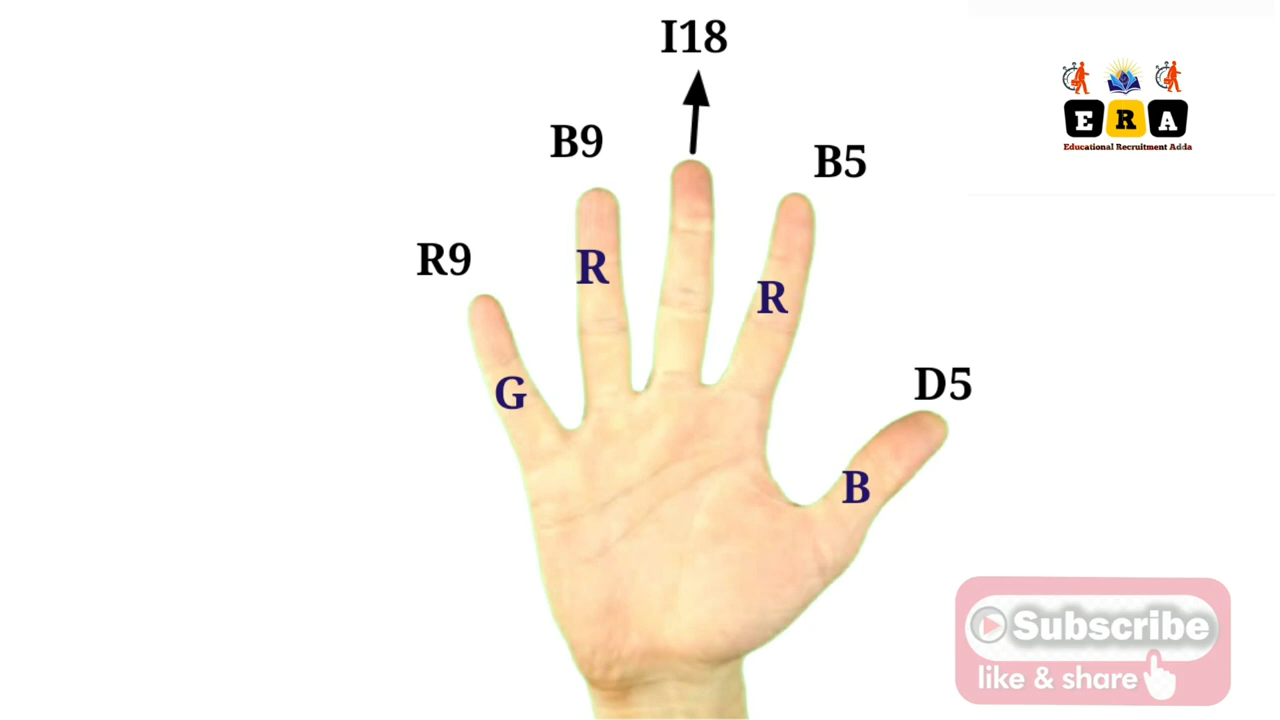 I18
B9
B5
R9
D5
R
R
G
B
E R A
Educational Recruitment Adda
Subscribe
like & share